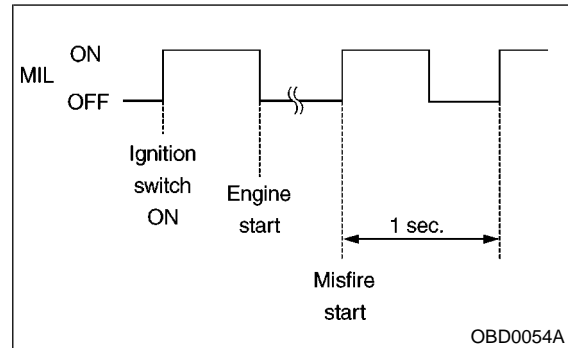 ON
MIL
OFF
Ignition
switch
ON
Engine
start
1 sec.
Misfire
start
OBD0054A